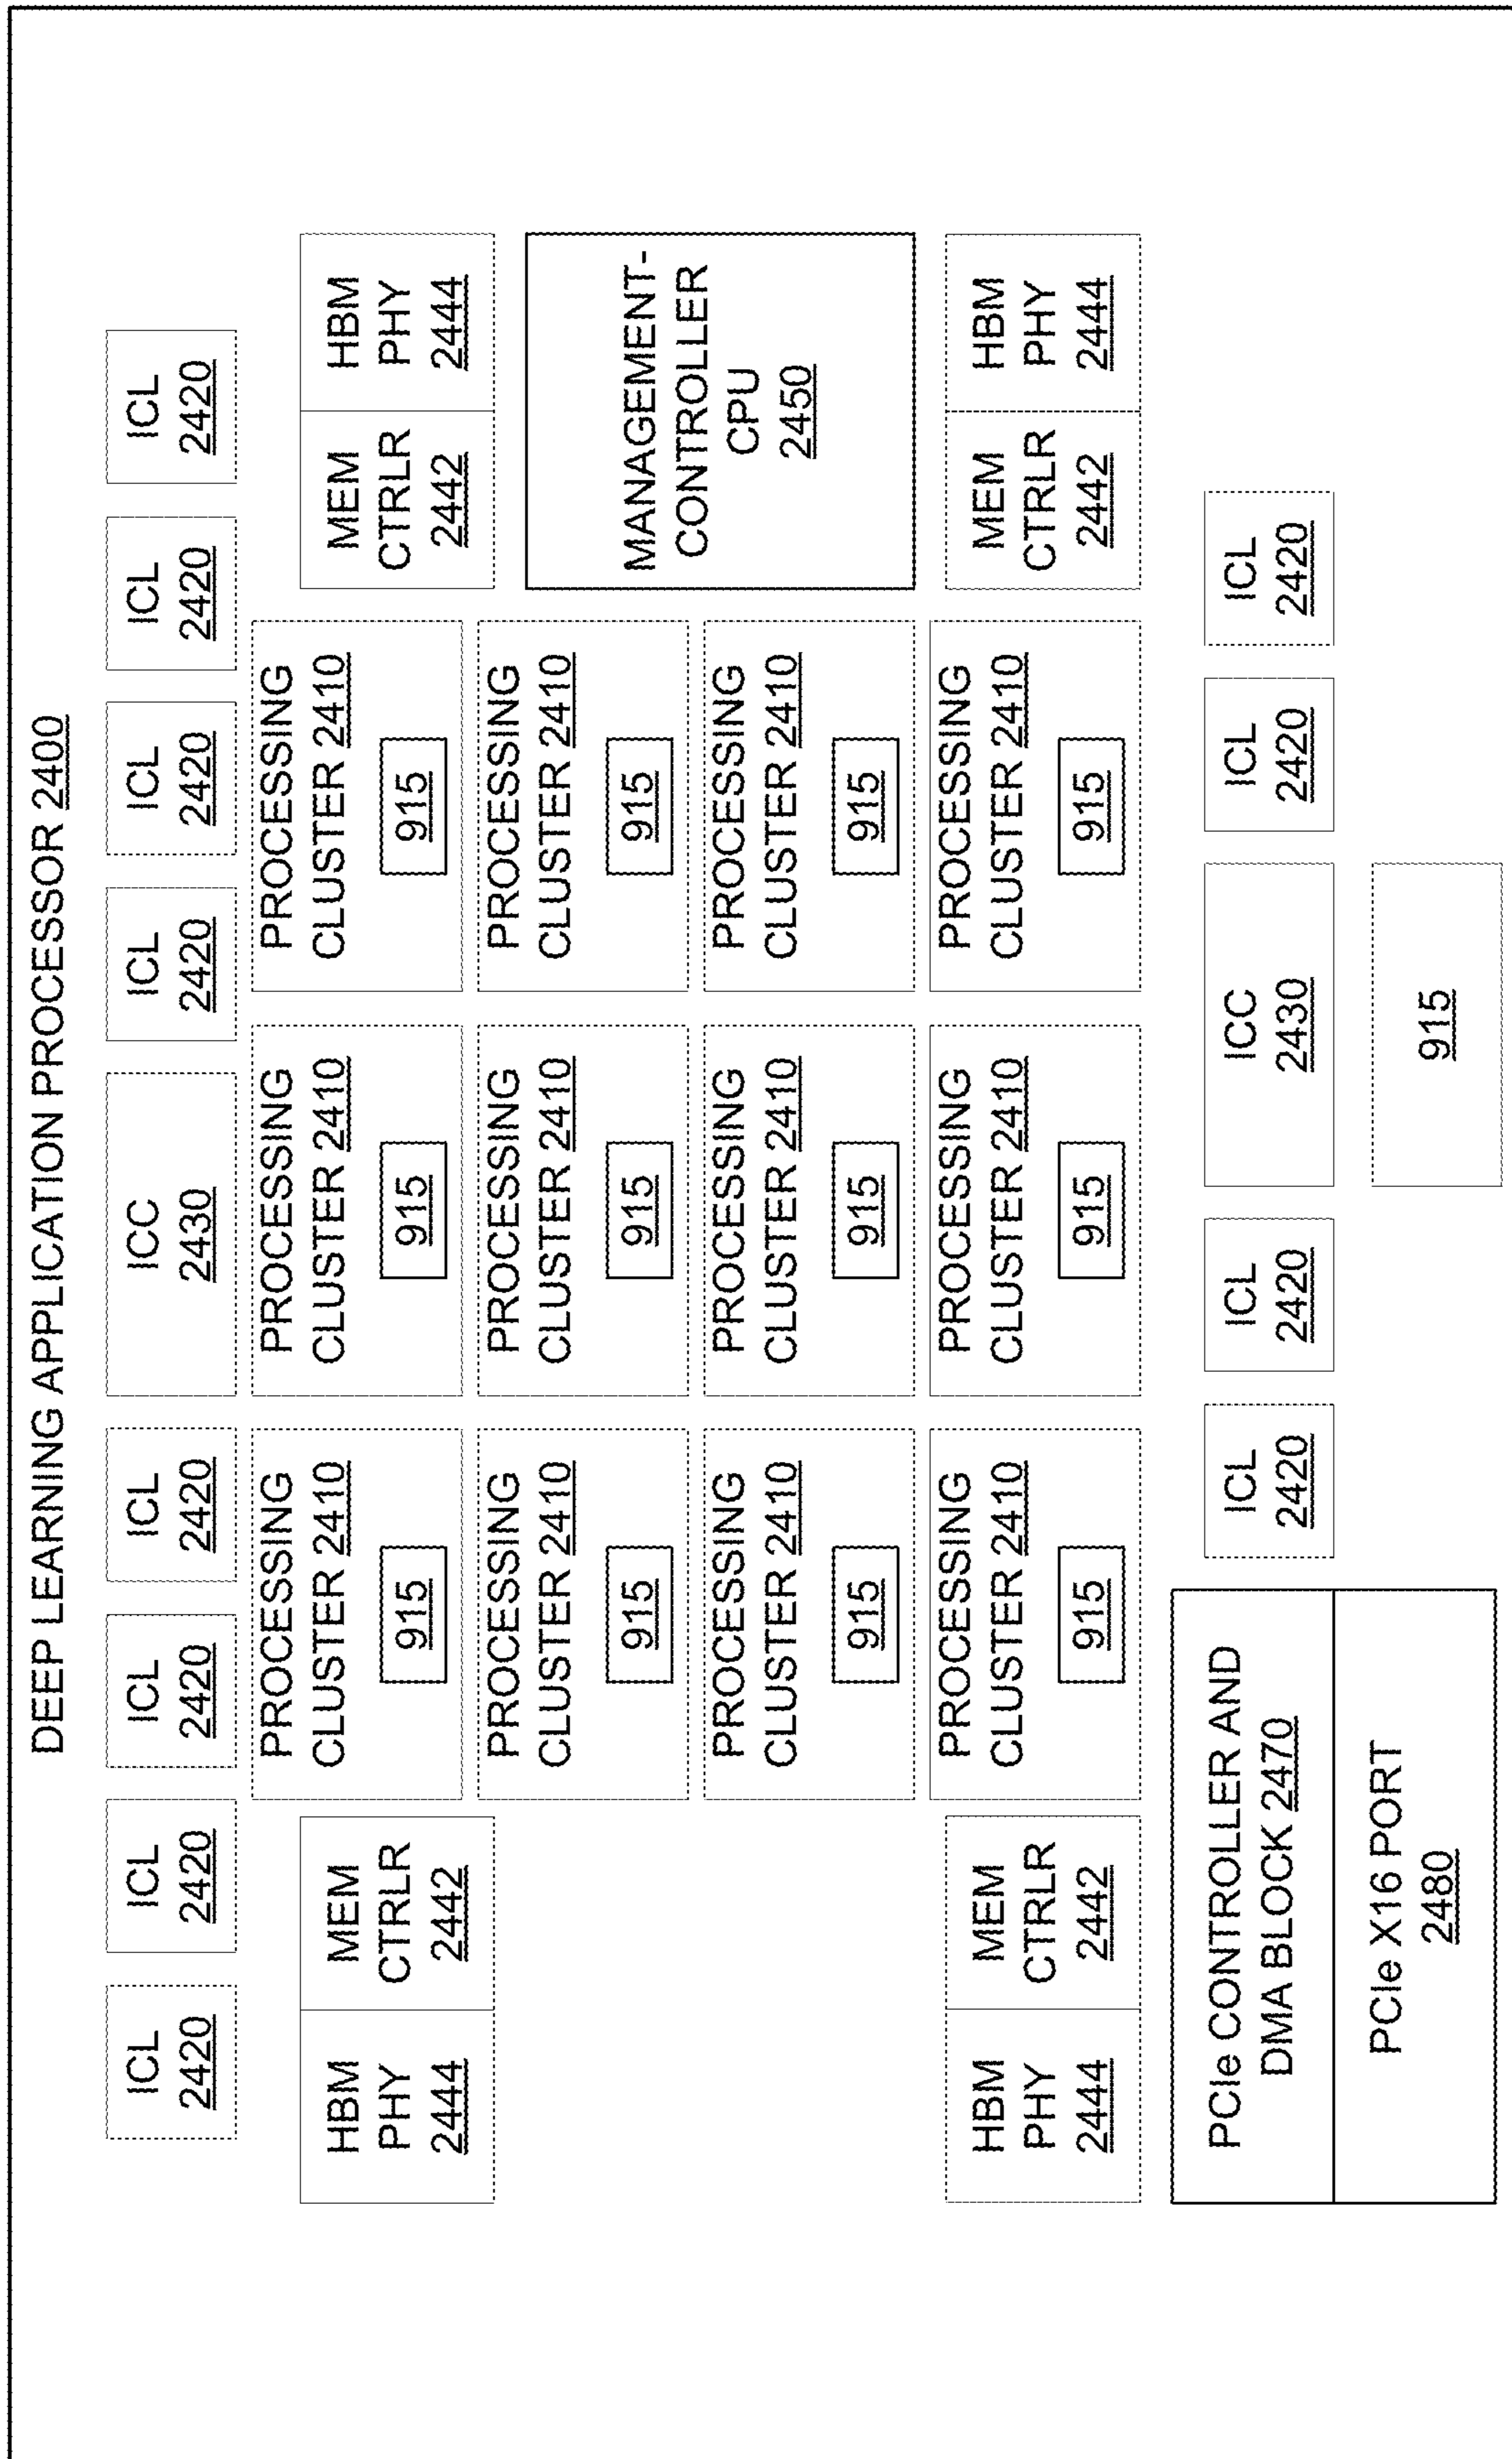 DEEP LEARNING APPLICATION PROCESSOR 2400
ICL
2420
ICL
2420
ICL
2420
ICL
2420
ICC
2430
ICL
2420
ICL
2420
ICL
2420
ICL
2420
HBM
PHY
2444
MEM
CTRLR
2442
PROCESSING
CLUSTER 2410
915
PROCESSING
CLUSTER 2410
915
PROCESSING
CLUSTER 2410
915
MEM
CTRLR
2442
HBM
PHY
2444
PROCESSING
CLUSTER 2410
915
PROCESSING
CLUSTER 2410
915
PROCESSING
CLUSTER 2410
915
MANAGEMENT-
CONTROLLER
CPU
2450
PROCESSING
CLUSTER 2410
915
PROCESSING
CLUSTER 2410
915
PROCESSING
CLUSTER 2410
915
HBM
PHY
2444
MEM
CTRLR
2442
PROCESSING
CLUSTER 2410
915
PROCESSING
CLUSTER 2410
915
PROCESSING
CLUSTER 2410
915
MEM
CTRLR
2442
HBM
PHY
2444
PCIe CONTROLLER AND
DMA BLOCK 2470
PCIe X16 PORT
2480
ICL
2420
ICL
2420
ICC
2430
ICL
2420
ICL
2420
915